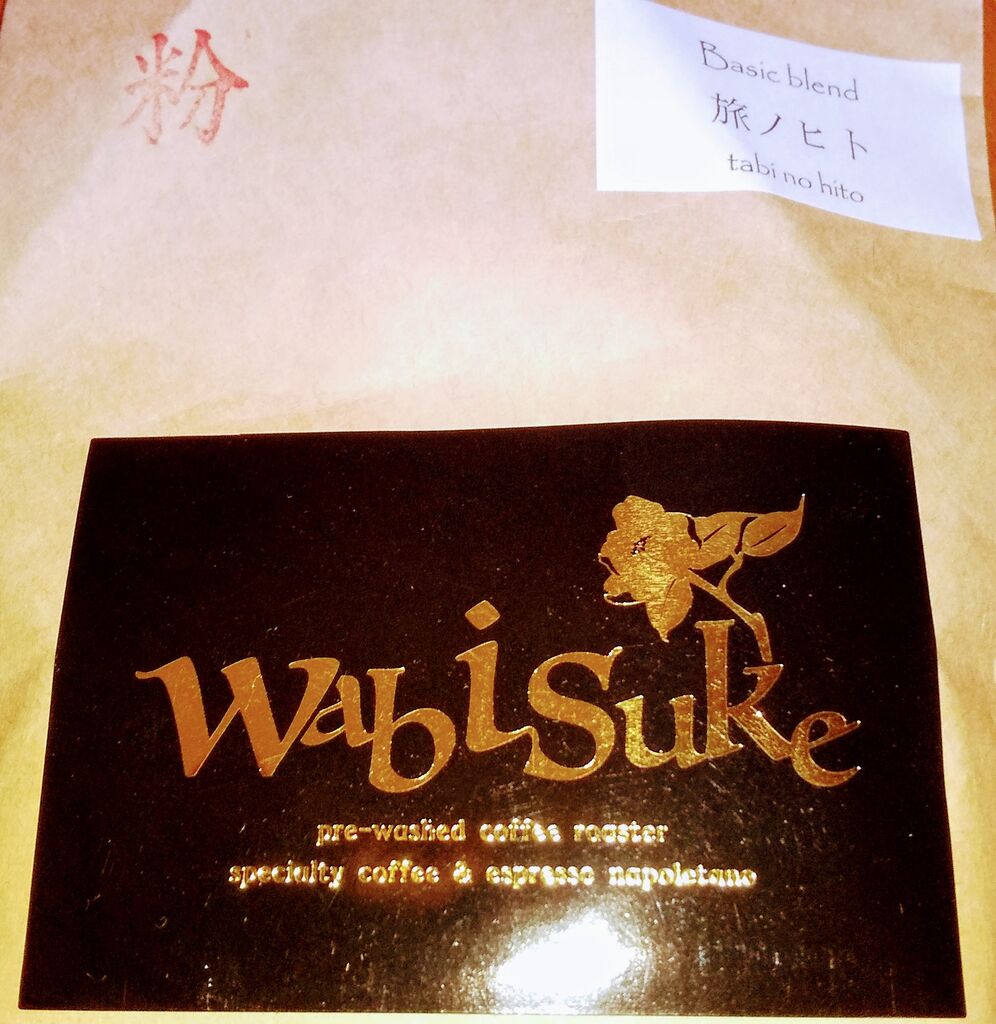 粉
Basic blend
旅ノヒト
tabi no hito
wabisuke
pre-washed coffee roaster
specialty coffee & espresso napoletano